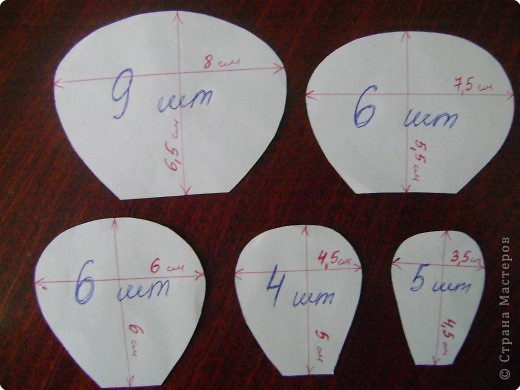 8 см
9 шт
6,5 см
7,5 см
6 шт
5,5 см
6 см
6 шт
6 см
4,5 см
4 шт
5 см
3,5 см
5 шт
4,5 см
© Страна Мастеров